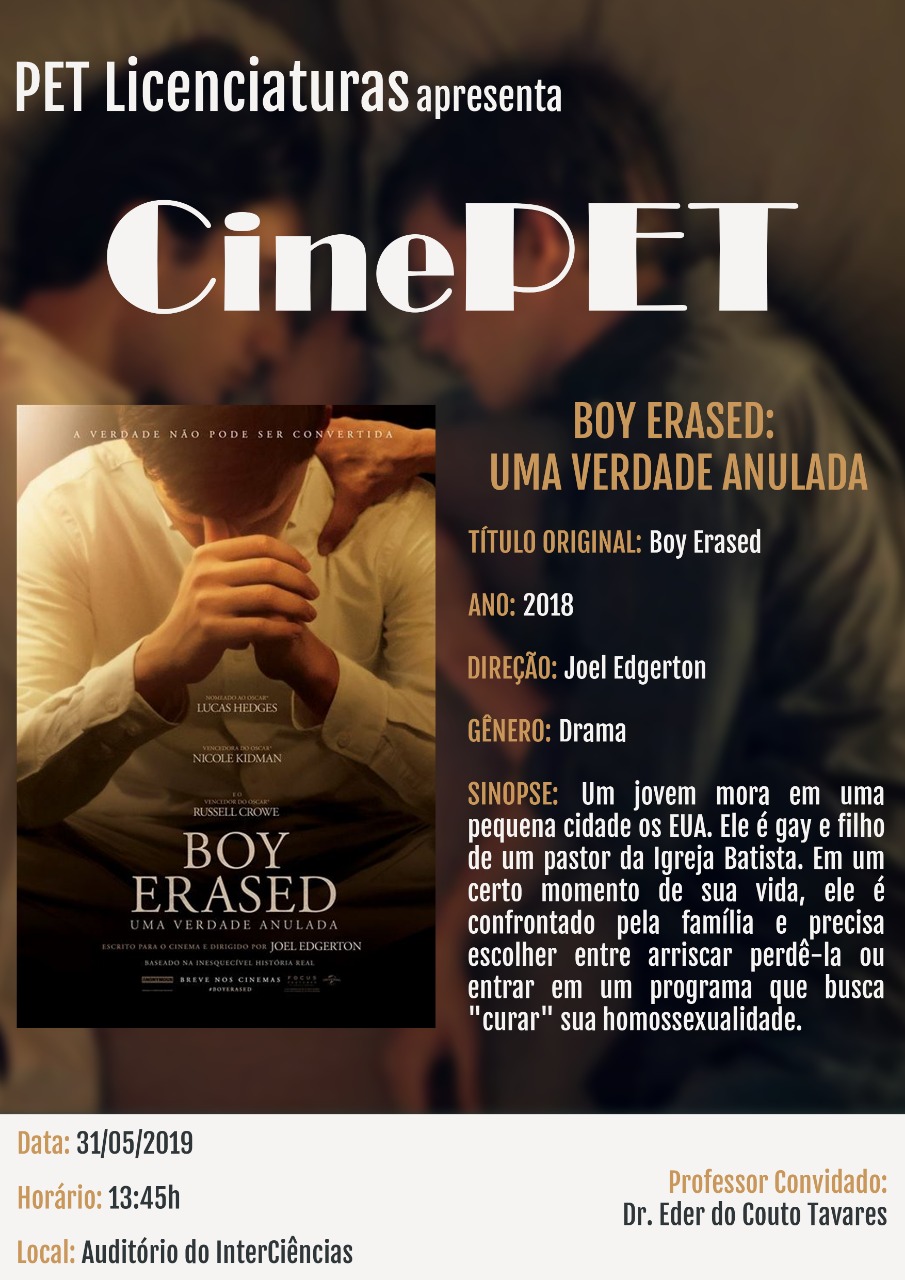 PET Licenciaturas apresenta
CinePET
A VERDADE NÃO PODE SER CONVERTIDA
NOMEADO AO OSCAR®
LUCAS HEDGES
VENCEDORA DO OSCAR®
NICOLE KIDMAN
E O
VENCEDOR DO OSCAR®
RUSSELL CROWE
BOY
ERASED
UMA VERDADE ANULADA
ESCRITO PARA O CINEMA E DIRIGIDO POR JOEL EDGERTON
BASEADO NA INESQUECÍVEL HISTÓRIA REAL
BREVE NOS CINEMAS
FOCUS
#BOYERASED
BOY ERASED:
UMA VERDADE ANULADA
TÍTULO ORIGINAL: Boy Erased
ANO: 2018
DIREÇÃO: Joel Edgerton
GÊNERO: Drama
SINOPSE: Um jovem mora em uma
pequena cidade os EUA. Ele é gay e filho
de um pastor da Igreja Batista. Em um
certo momento de sua vida, ele é
confrontado pela família e precisa
escolher entre arriscar perdê-la ou
entrar em um programa que busca
"curar" sua homossexualidade.
Data: 31/05/2019
Horário: 13:45h
Local: Auditório do InterCiências
Professor Convidado:
Dr. Eder do Couto Tavares